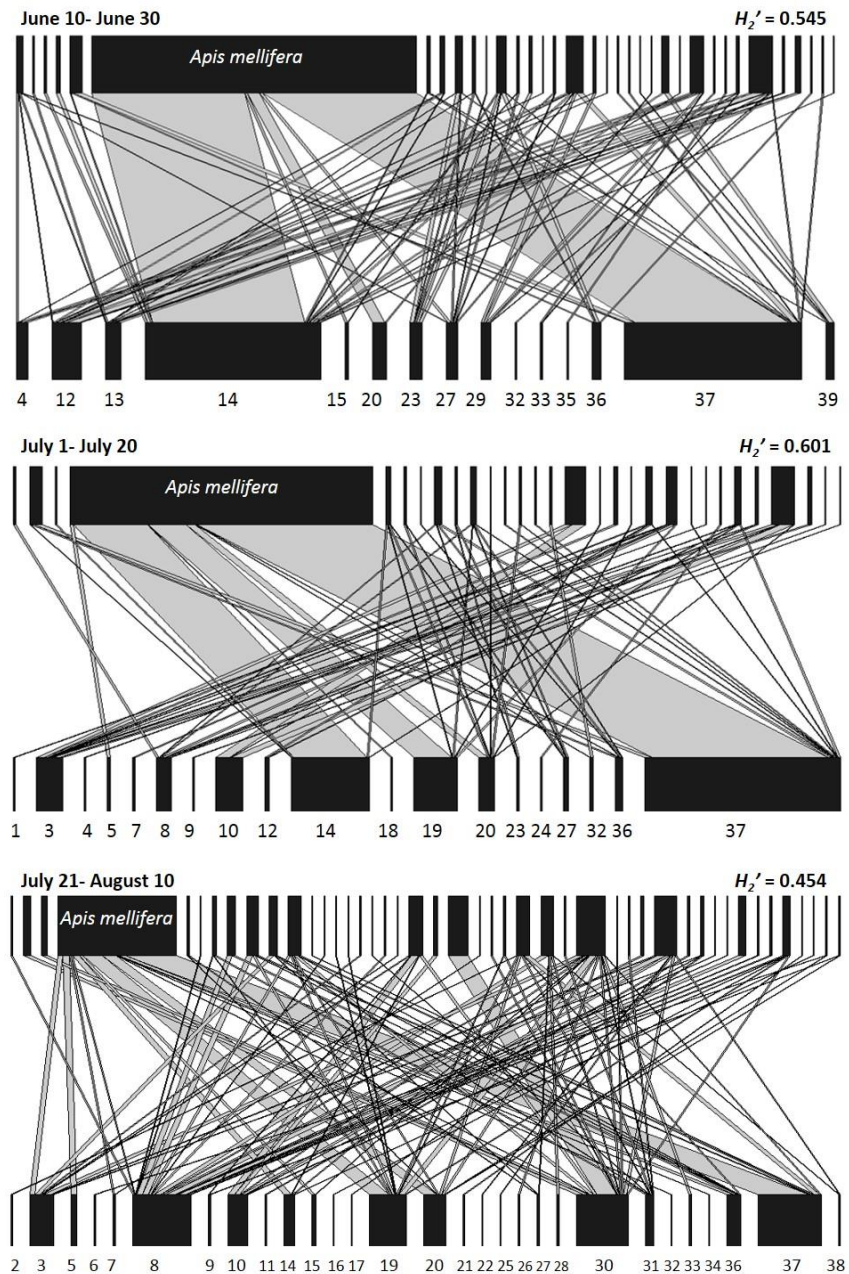 June 10- June 30 H2' = 0.545
Apis mellifera
4 12 13 14 15 20 23 27 29 32 33 35 36 37 39
July 1- July 20 H2' = 0.601
Apis mellifera
1 3 4 5 7 8 9 10 12 14 18 19 20 23 24 27 32 36 37
July 21- August 10 H2' = 0.454
Apis mellifera
2 3 5 6 7 8 9 10 11 14 15 16 17 19 20 21 22 25 26 27 28 30 31 32 33 34 36 37 38